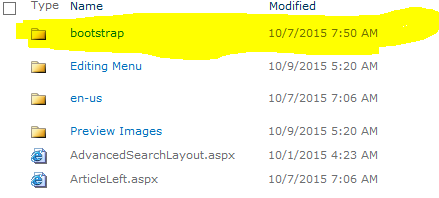 Type Name Modified
bootstrap 10/7/2015 7:50 AM
Editing Menu 10/9/2015 5:20 AM
en-us 10/7/2015 7:06 AM
Preview Images 10/9/2015 5:20 AM
AdvancedSearchLayout.aspx 10/1/2015 4:23 AM
ArticleLeft.aspx 10/7/2015 7:06 AM